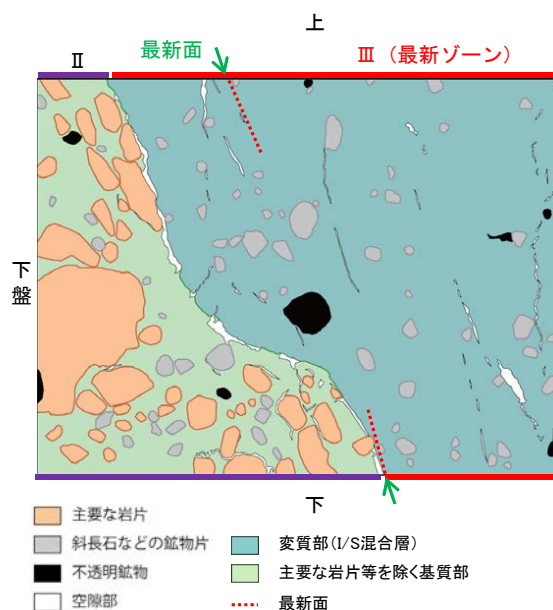 上
最新面
Ⅱ
Ⅲ（最新ゾーン）
下盤
下
主要な岩片
斜長石などの鉱物片
不透明鉱物
空隙部
変質部(I/S混合層)
主要な岩片等を除く基質部
最新面